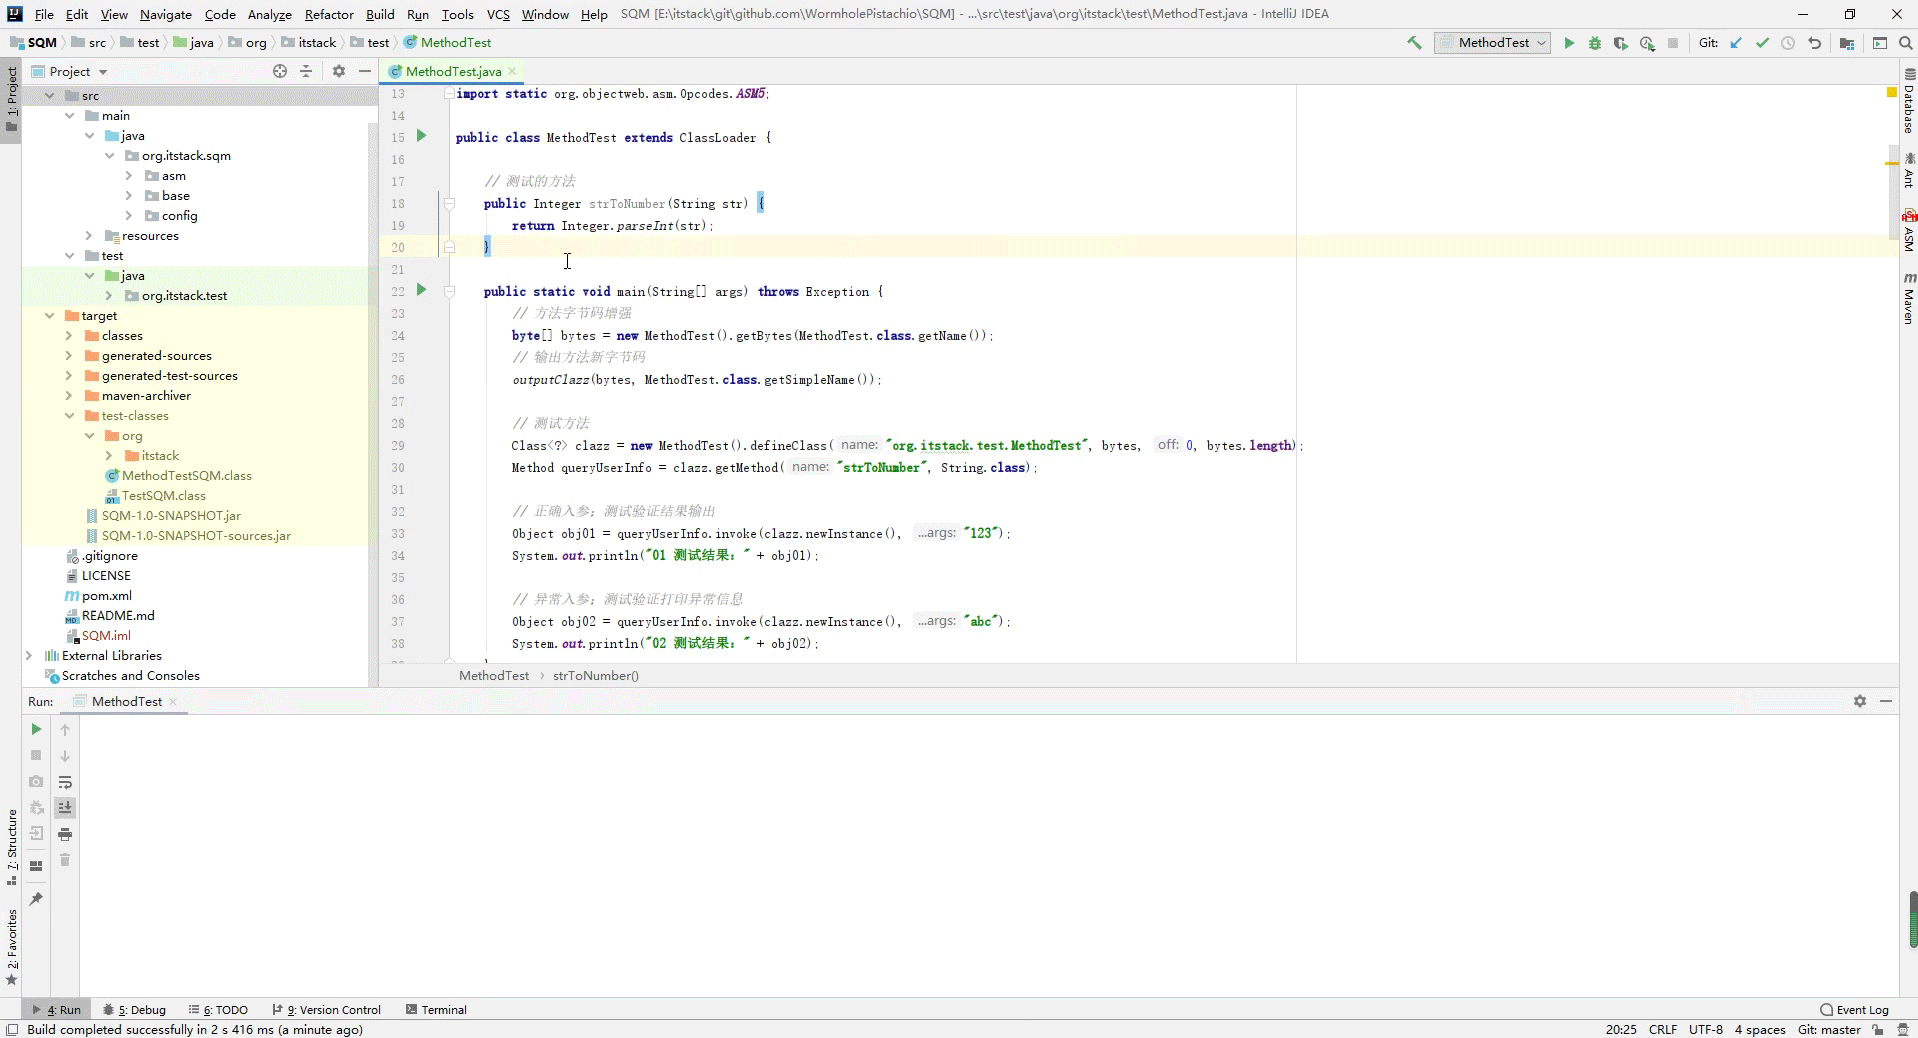 File Edit View Navigate Code Analyze Refactor Build Run Tools VCS Window Help SQM [E:\itstack\git\github.com\WormholePistachio\SQM] - ...\src\test\java\org\itstack\test\MethodTest.java - IntelliJ IDEA
SQM src test java org itstack test MethodTest
MethodTest Git:
Project
MethodTest.java
1: Project
src
main
java
org.itstack.sqm
asm
base
config
resources
test
java
org.itstack.test
target
classes
generated-sources
generated-test-sources
maven-archiver
test-classes
org
itstack
MethodTestSQM.class
TestSQM.class
SQM-1.0-SNAPSHOT.jar
SQM-1.0-SNAPSHOT-sources.jar
.gitignore
LICENSE
pom.xml
README.md
SQM.iml
External Libraries
Scratches and Consoles
13 import static org.objectweb.asm.Opcodes.ASM5;
14
15 public class MethodTest extends ClassLoader {
16
17 // 测试的方法
18 public Integer strToNumber(String str) {
19 return Integer.parseInt(str);
20 }
21
22 public static void main(String[] args) throws Exception {
23 // 方法字节码增强
24 byte[] bytes = new MethodTest().getBytes(MethodTest.class.getName());
25 // 输出方法新字节码
26 outputClazz(bytes, MethodTest.class.getSimpleName());
27
28 // 测试方法
29 Class<?> clazz = new MethodTest().defineClass( name: "org.itstack.test.MethodTest", bytes, off: 0, bytes.length);
30 Method queryUserInfo = clazz.getMethod( name: "strToNumber", String.class);
31
32 // 正确入参；测试验证结果输出
33 Object obj01 = queryUserInfo.invoke(clazz.newInstance(), ...args: "123");
34 System.out.println("01 测试结果：" + obj01);
35
36 // 异常入参；测试验证打印异常信息
37 Object obj02 = queryUserInfo.invoke(clazz.newInstance(), ...args: "abc");
38 System.out.println("02 测试结果：" + obj02);
MethodTest strToNumber()
Database
Ant
ASM
Maven
Run: MethodTest
7: Structure
2: Favorites
4: Run 5: Debug 6: TODO 9: Version Control Terminal Event Log
Build completed successfully in 2 s 416 ms (a minute ago) 20:25 CRLF UTF-8 4 spaces Git: master